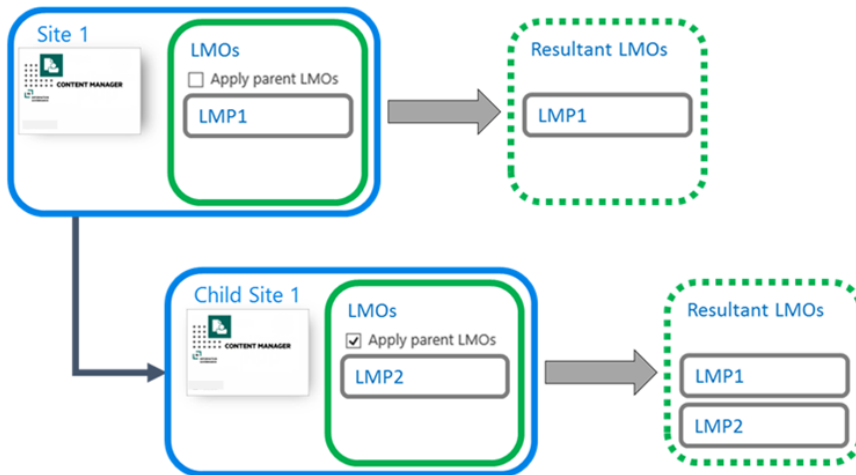 Site 1
CONTENT MANAGER
LMOs
Apply parent LMOs
LMP1
Resultant LMOs
LMP1
Child Site 1
CONTENT MANAGER
LMOs
Apply parent LMOs
LMP2
Resultant LMOs
LMP1
LMP2